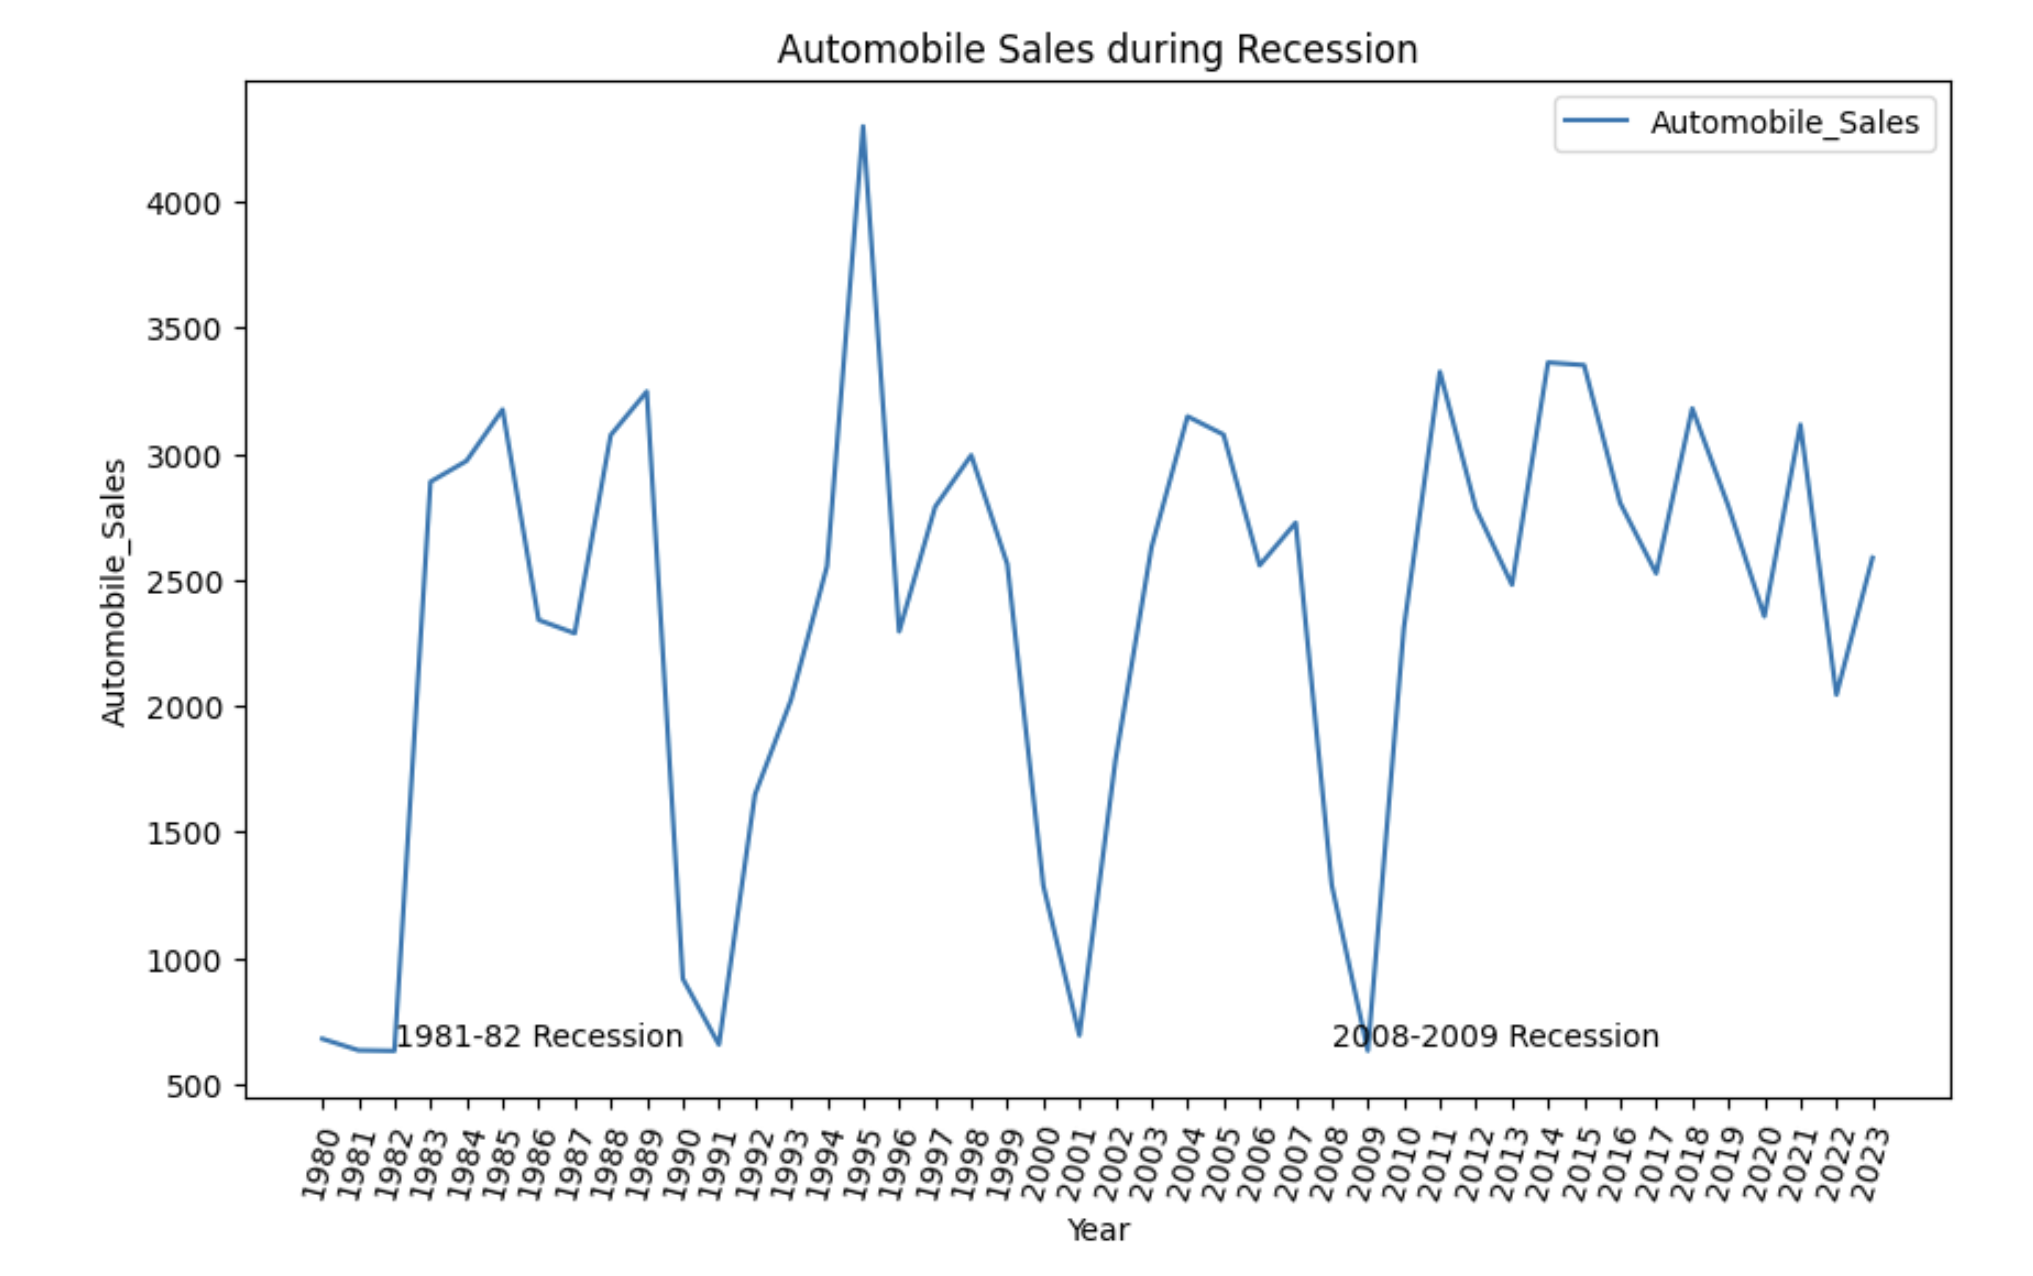 Automobile Sales during Recession
Automobile_Sales
4000
3500
3000
2500
2000
1500
1000
500
Automobile_Sales
1981-82 Recession
2008-2009 Recession
1980 1981 1982 1983 1984 1985 1986 1987 1988 1989 1990 1991 1992 1993 1994 1995 1996 1997 1998 1999 2000 2001 2002 2003 2004 2005 2006 2007 2008 2009 2010 2011 2012 2013 2014 2015 2016 2017 2018 2019 2020 2021 2022 2023
Year